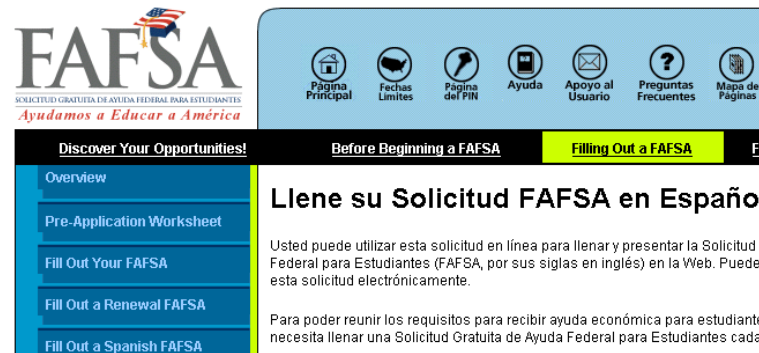 FAFSA
SOLICITUD GRATUITA DE AYUDA FEDERAL PARA ESTUDIANTES
Ayudamos a Educar a América
Página Principal
Fechas Limites
Página del PIN
Ayuda
Apoyo al Usuario
Preguntas Frecuentes
Mapa de Páginas
Discover Your Opportunities!
Before Beginning a FAFSA
Filling Out a FAFSA
F
Overview
Pre-Application Worksheet
Fill Out Your FAFSA
Fill Out a Renewal FAFSA
Fill Out a Spanish FAFSA
Llene su Solicitud FAFSA en Españo
Usted puede utilizar esta solicitud en línea para llenar y presentar la Solicitud
Federal para Estudiantes (FAFSA, por sus siglas en inglés) en la Web. Puede
esta solicitud electrónicamente.
Para poder reunir los requisitos para recibir ayuda económica para estudiante
necesita llenar una Solicitud Gratuita de Ayuda Federal para Estudiantes cada